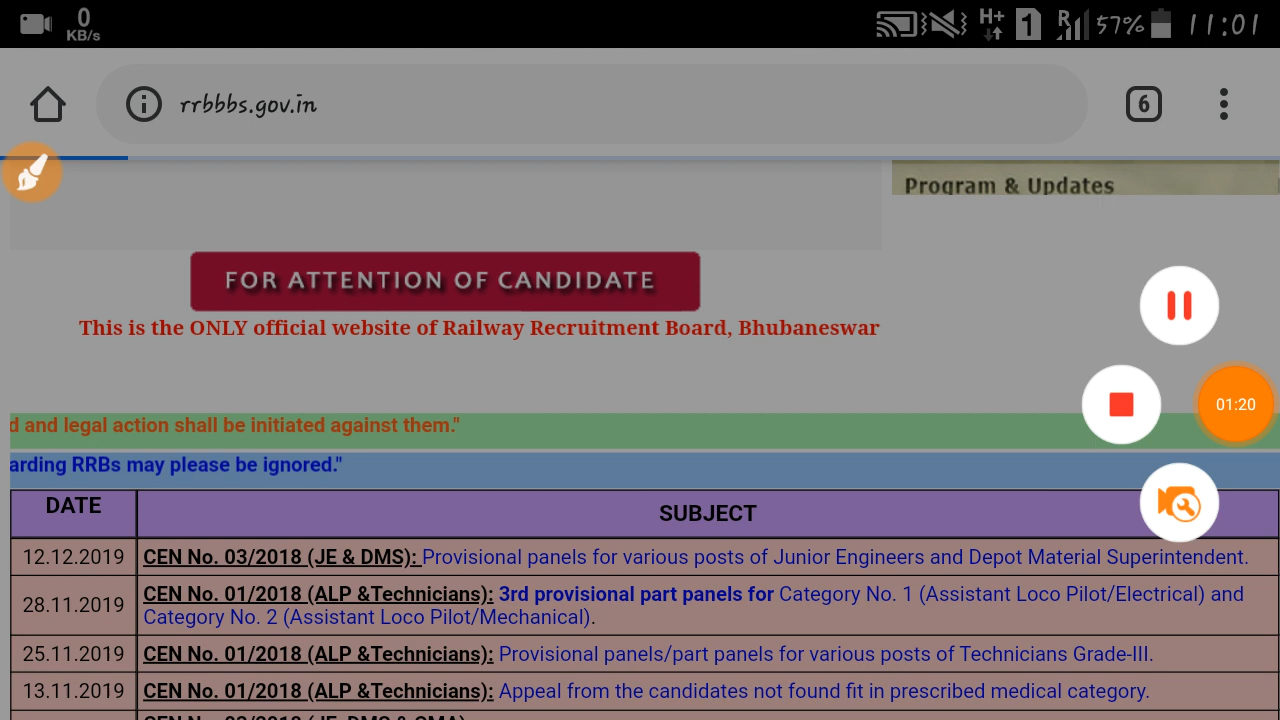 0
KB/s
H+ 1 R 57% 11:01
rrbbbs.gov.in
6
Program & Updates
FOR ATTENTION OF CANDIDATE
This is the ONLY official website of Railway Recruitment Board, Bhubaneswar
01:20
d and legal action shall be initiated against them."
arding RRBs may please be ignored."
DATE SUBJECT
12.12.2019 CEN No. 03/2018 (JE & DMS): Provisional panels for various posts of Junior Engineers and Depot Material Superintendent.
28.11.2019 CEN No. 01/2018 (ALP &Technicians): 3rd provisional part panels for Category No. 1 (Assistant Loco Pilot/Electrical) and
Category No. 2 (Assistant Loco Pilot/Mechanical).
25.11.2019 CEN No. 01/2018 (ALP &Technicians): Provisional panels/part panels for various posts of Technicians Grade-III.
13.11.2019 CEN No. 01/2018 (ALP &Technicians): Appeal from the candidates not found fit in prescribed medical category.